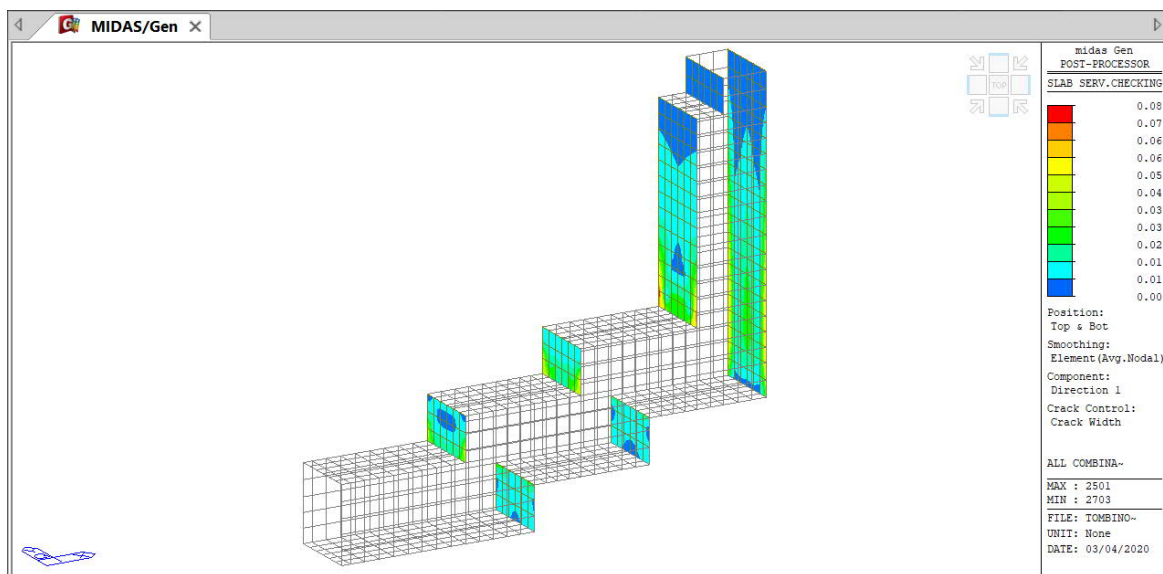 MIDAS/Gen
TOP
midas Gen
POST-PROCESSOR
SLAB SERV.CHECKING
0.08
0.07
0.06
0.06
0.05
0.04
0.03
0.02
0.01
0.01
0.00
Position:
Top & Bot
Smoothing:
Element(Avg.Nodal)
Component:
Direction 1
Crack Control:
Crack Width
ALL COMBINA~
MAX : 2501
MIN : 2703
FILE: TOMBINO~
UNIT: None
DATE: 03/04/2020